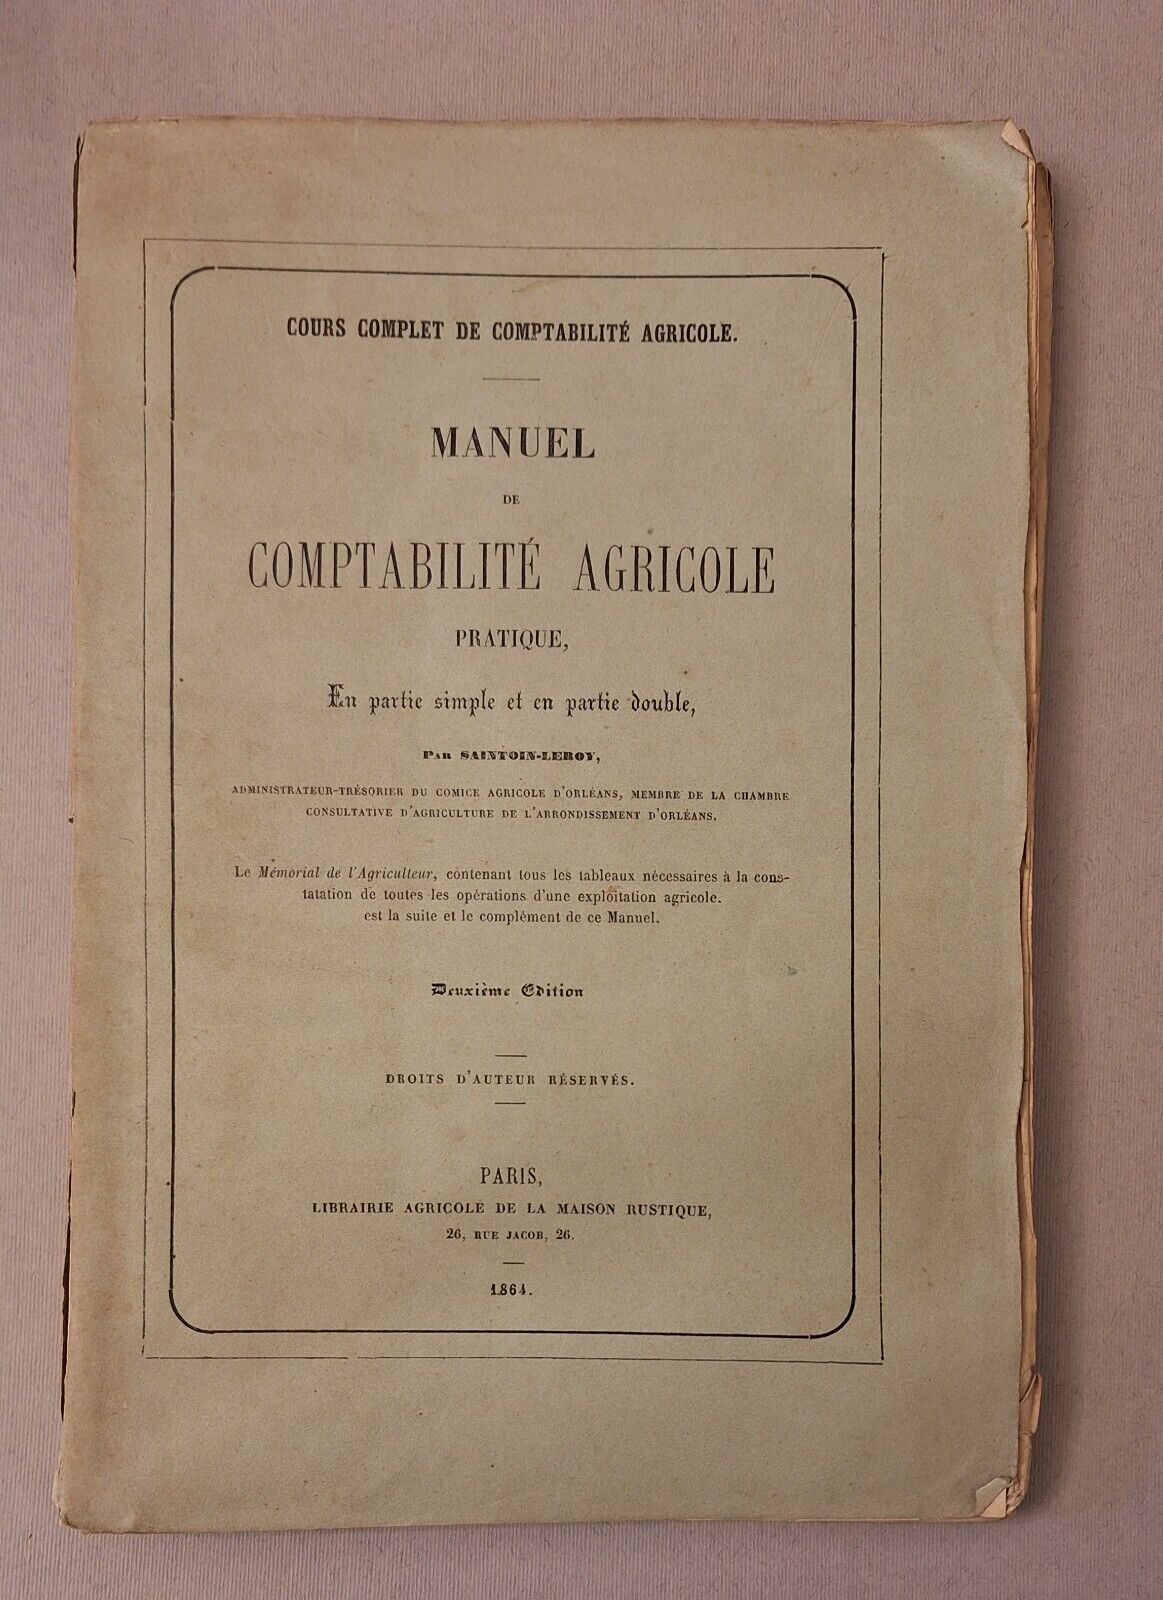 COURS COMPLET DE COMPTABILITÉ AGRICOLE.
MANUEL
DE
COMPTABILITÉ AGRICOLE
PRATIQUE,
En partie simple et en partie double,
PAR SAINTOIN-LEROY,
ADMINISTRATEUR-TRÉSORIER DU COMICE AGRICOLE D'ORLÉANS, MEMBRE DE LA CHAMBRE
CONSULTATIVE D'AGRICULTURE DE L'ARRONDISSEMENT D'ORLÉANS.
Le Mémorial de l'Agriculteur, contenant tous les tableaux nécessaires à la cons-
tatation de toutes les opérations d'une exploitation agricole.
est la suite et le complément de ce Manuel.
Deuxième Edition
DROITS D'AUTEUR RÉSERVÉS.
PARIS,
LIBRAIRIE AGRICOLE DE LA MAISON RUSTIQUE,
26, RUE JACOB, 26.
1864.